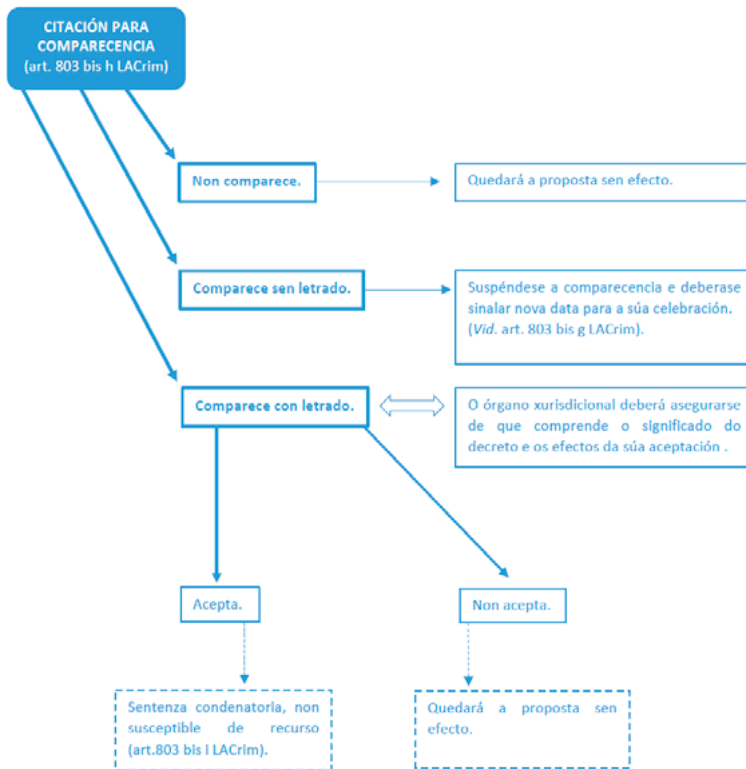 CITACIÓN PARA
COMPARECENCIA
(art. 803 bis h LACrim)
Non comparece.
Quedará a proposta sen efecto.
Comparece sen letrado.
Suspéndese a comparecencia e deberase
sinalar nova data para a súa celebración.
(Vid. art. 803 bis g LACrim).
Comparece con letrado.
O órgano xurisdicional deberá asegurarse
de que comprende o significado do
decreto e os efectos da súa aceptación .
Acepta.
Non acepta.
Sentenza condenatoria, non
susceptible de recurso
(art.803 bis i LACrim).
Quedará a proposta sen
efecto.